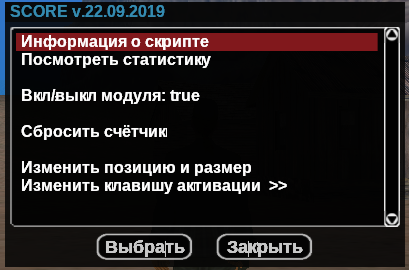 SCORE v.22.09.2019
Информация о скрипте
Посмотреть статистику
Вкл/выкл модуля: true
Сбросить счётчик
Изменить позицию и размер
Изменить клавишу активации >>
Выбрать
Закрыть